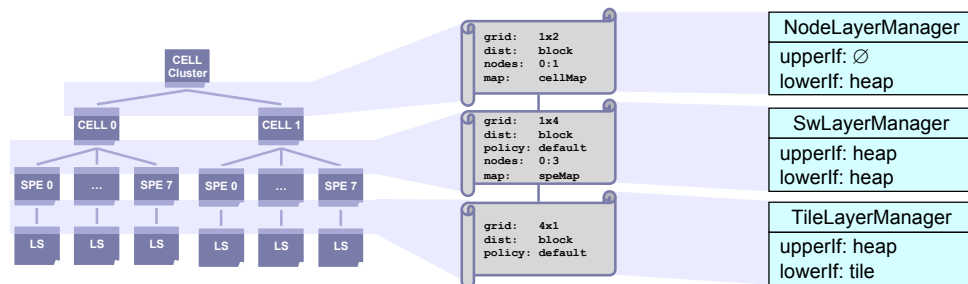 CELL
Cluster
CELL 0
CELL 1
SPE 0
...
SPE 7
SPE 0
...
SPE 7
LS
LS
LS
LS
LS
LS
grid: 1x2
dist: block
nodes: 0:1
map: cellMap
grid: 1x4
dist: block
policy: default
nodes: 0:3
map: speMap
grid: 4x1
dist: block
policy: default
NodeLayerManager
upperIf: ∅
lowerIf: heap
SwLayerManager
upperIf: heap
lowerIf: heap
TileLayerManager
upperIf: heap
lowerIf: tile